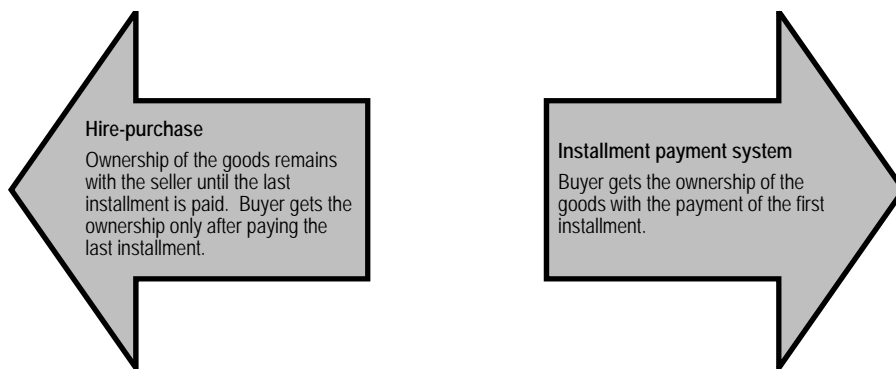 Hire-purchase
Ownership of the goods remains
with the seller until the last
installment is paid.  Buyer gets the
ownership only after paying the
last installment.
Installment payment system
Buyer gets the ownership of the
goods with the payment of the first
installment.